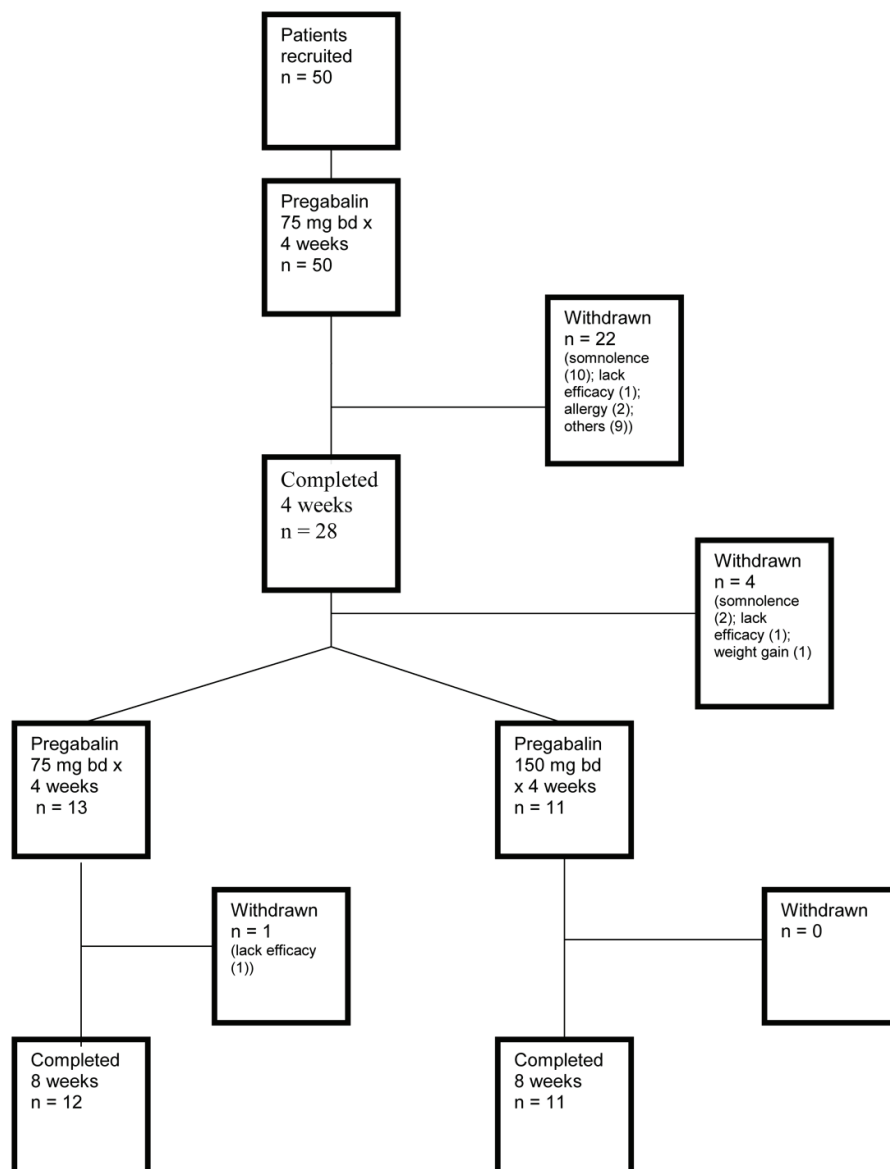 Patients
recruited
n = 50
Pregabalin
75 mg bd x
4 weeks
n = 50
Withdrawn
n = 22
(somnolence
(10); lack
efficacy (1);
allergy (2);
others (9))
Completed
4 weeks
n = 28
Withdrawn
n = 4
(somnolence
(2); lack
efficacy (1);
weight gain (1)
Pregabalin
75 mg bd x
4 weeks
n = 13
Pregabalin
150 mg bd
x 4 weeks
n = 11
Withdrawn
n = 1
(lack efficacy
(1))
Withdrawn
n = 0
Completed
8 weeks
n = 12
Completed
8 weeks
n = 11